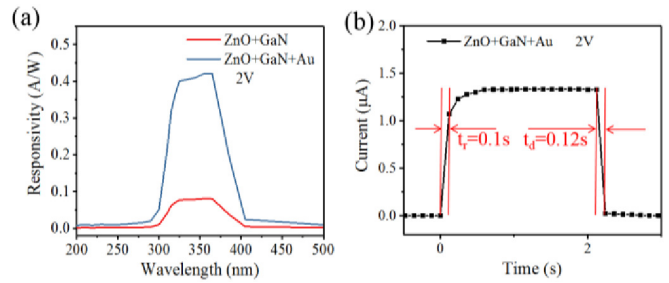 (a)
ZnO+GaN
ZnO+GaN+Au
2V
Responsivity (A/W)
0.5
0.4
0.3
0.2
0.1
0.0
200 250 300 350 400 450 500
Wavelength (nm)
(b)
ZnO+GaN+Au 2V
Current (μA)
2.0
1.5
1.0
0.5
0.0
tr=0.1s td=0.12s
0 2
Time (s)